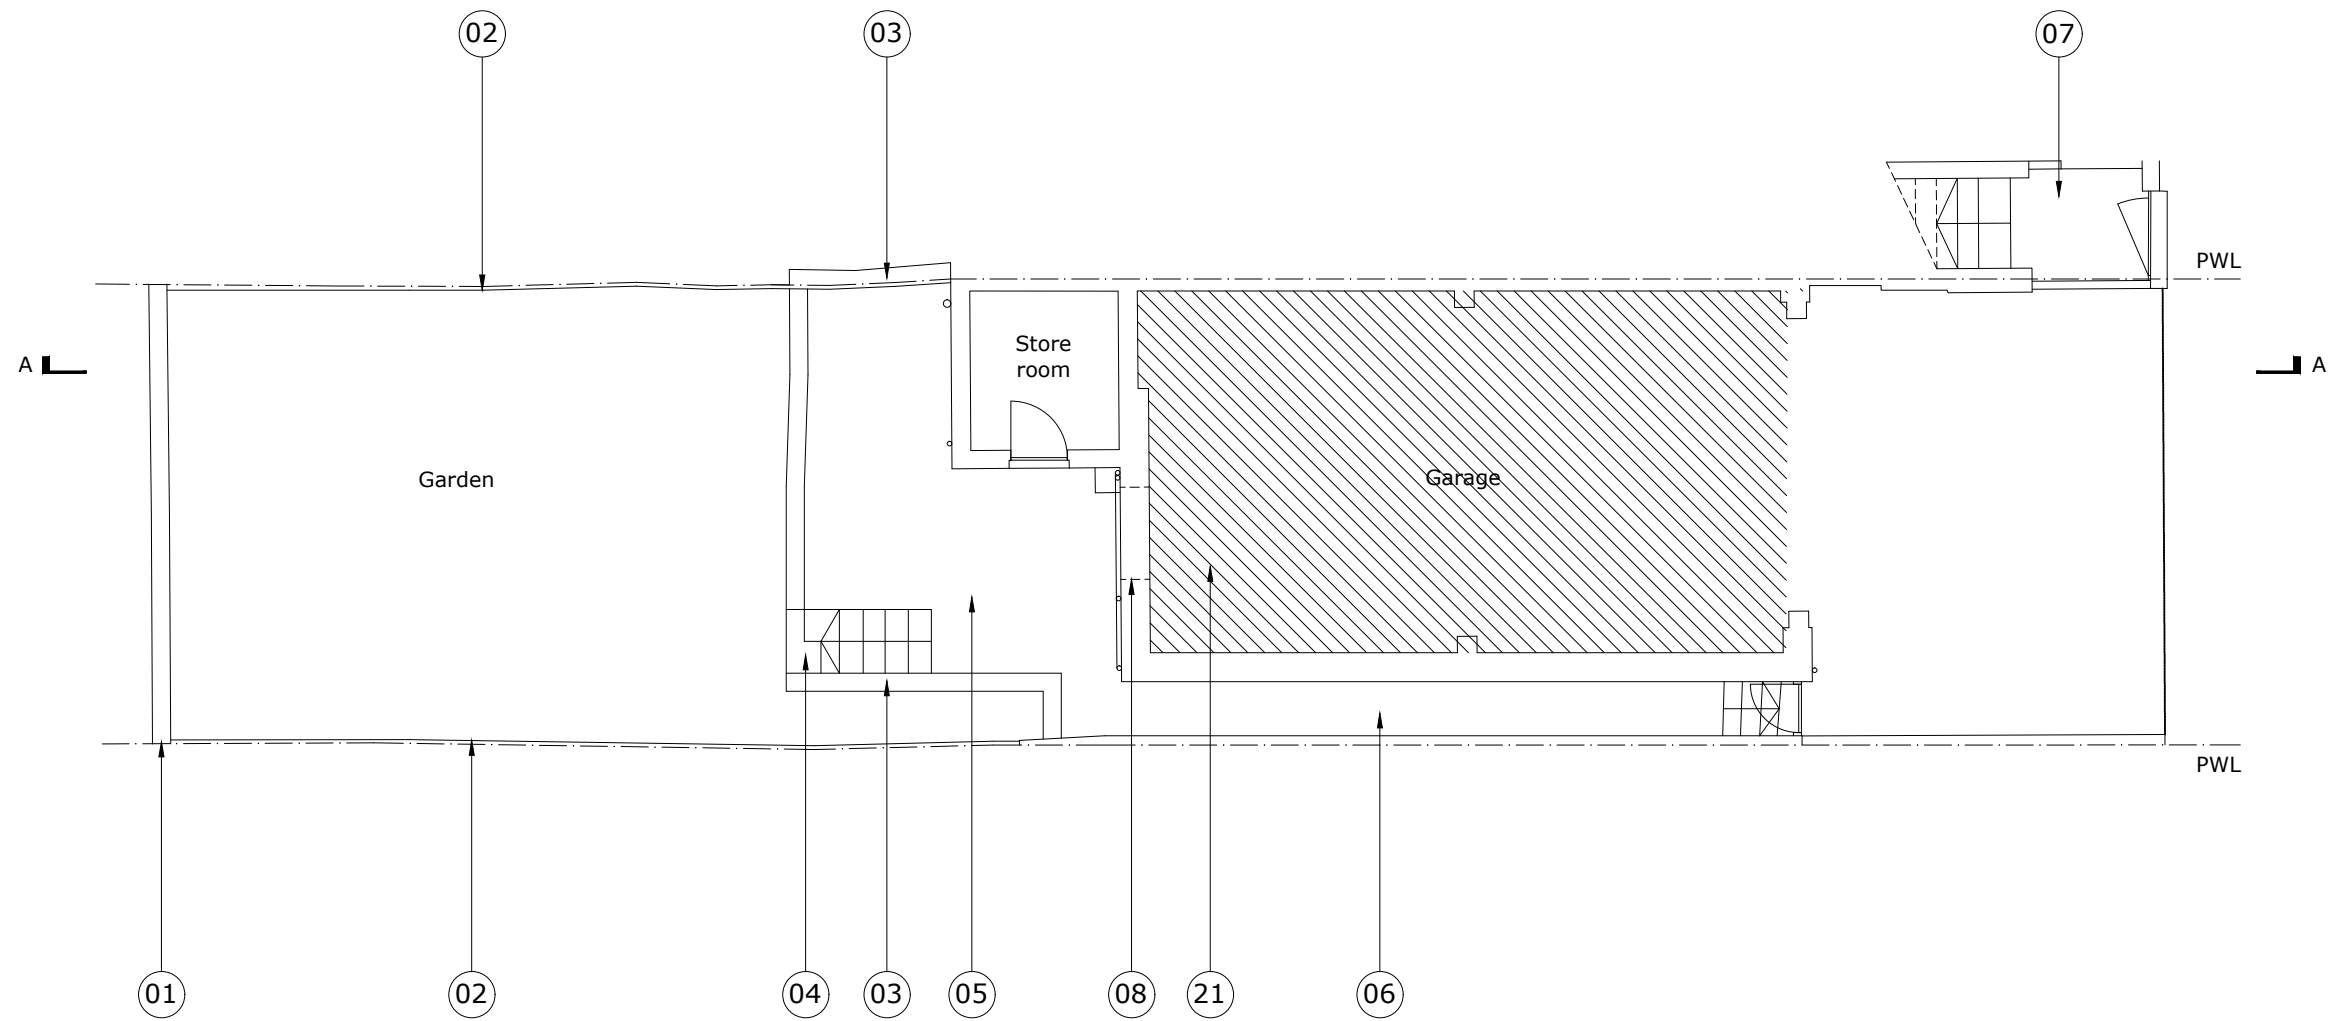 02
03
07
PWL
A
Store
room
A
Garden
Garage
PWL
01
02
04
03
05
08
21
06